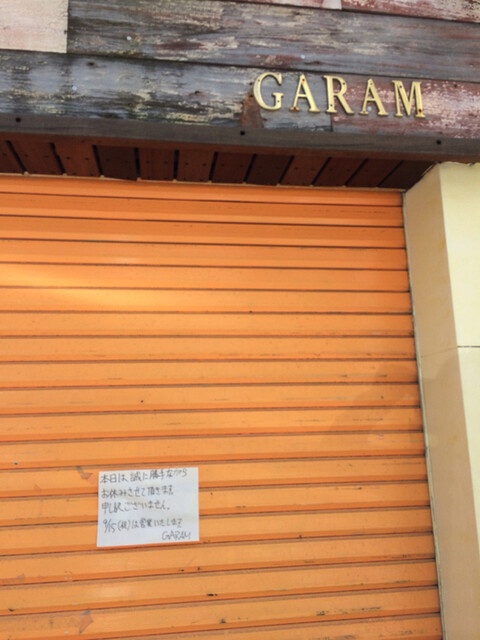 GARAM
本日は、誠に勝手ながら
お休みさせて頂きます。
申し訳ございません。
9/15(祝)は営業いたします
GARAM